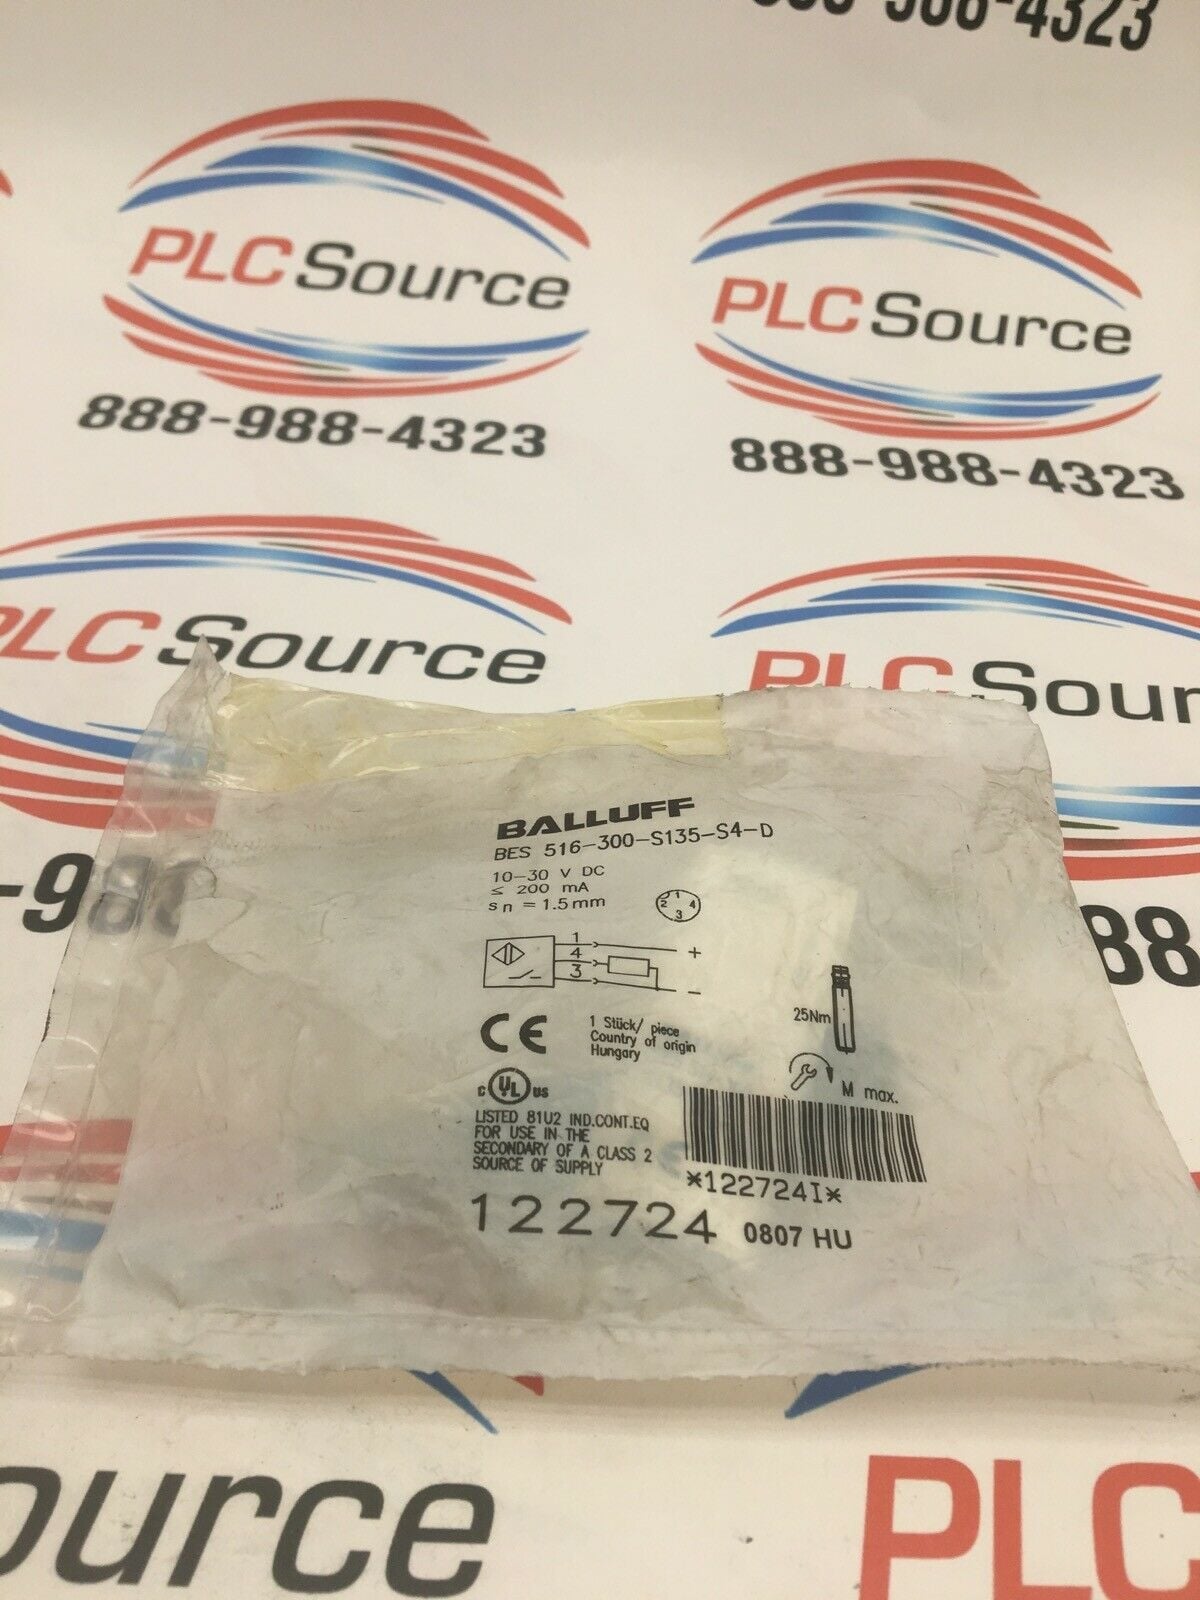 988-4323
PLC Source
PLC Source
888-988-4323
888-988-4323
PLC Source
PLC Sour
BALLUFF
BES 516-300-S135-S4-D
10-30 V DC
≤ 200 mA
sn = 1.5mm
1
2 4
3
1
4
3
+
-
CE
1 Stück/ piece
Country of origin
Hungary
25Nm
M max.
C UL US
LISTED 81U2 IND.CONT.EQ
FOR USE IN THE
SECONDARY OF A CLASS 2
SOURCE OF SUPPLY
*122724I*
122724 0807 HU
ource
PLC